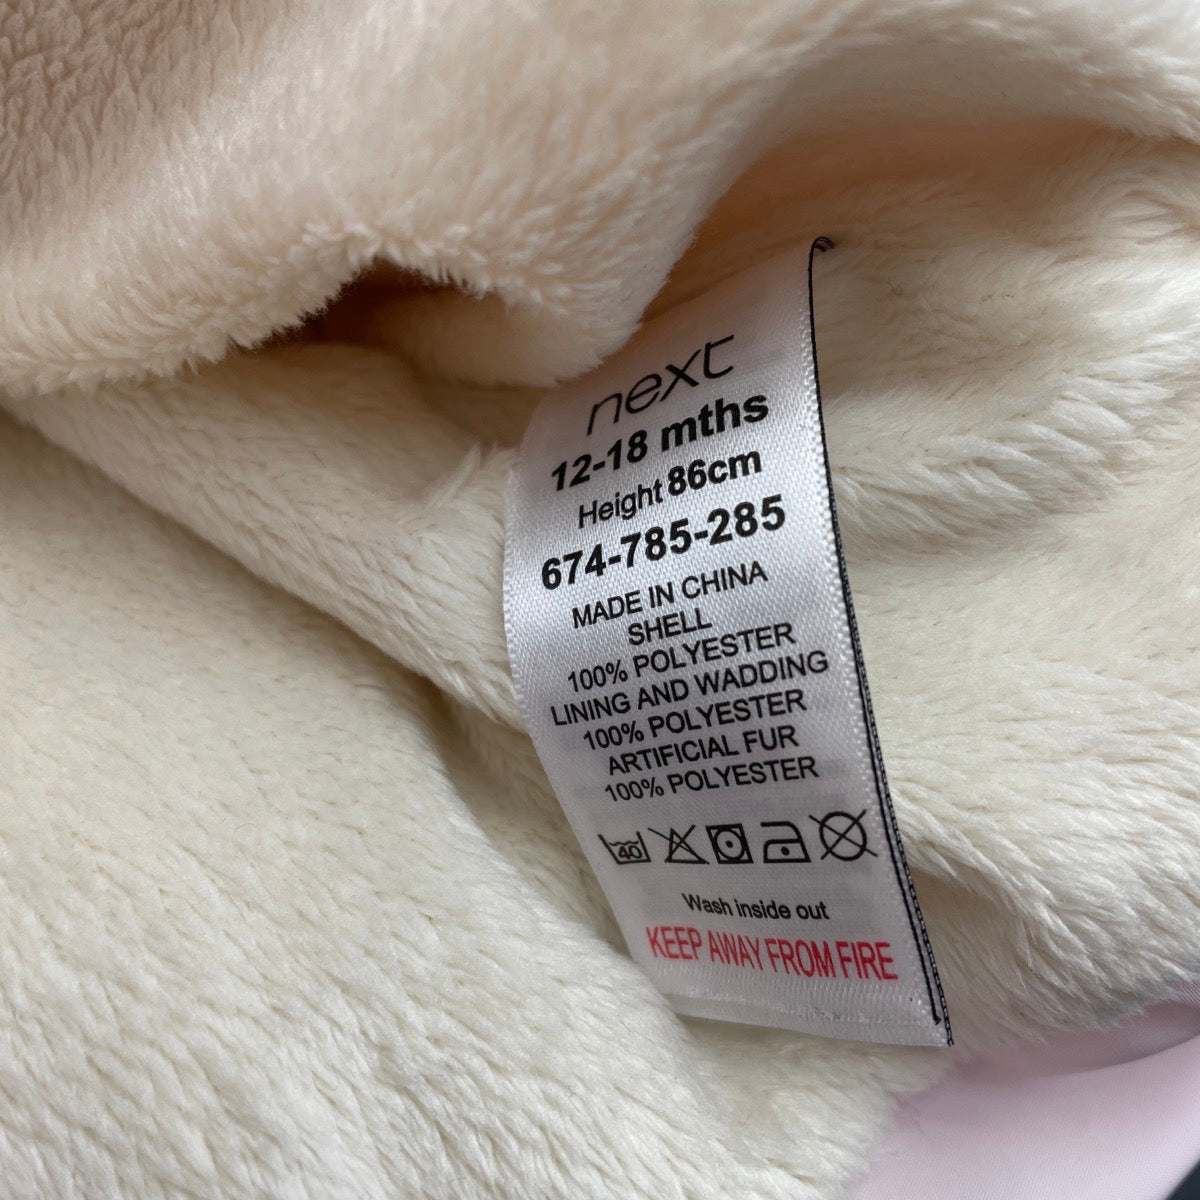 next
12-18 mths
Height 86cm
674-785-285
MADE IN CHINA
SHELL
100% POLYESTER
LINING AND WADDING
100% POLYESTER
ARTIFICIAL FUR
100% POLYESTER
40
Wash inside out
KEEP AWAY FROM FIRE